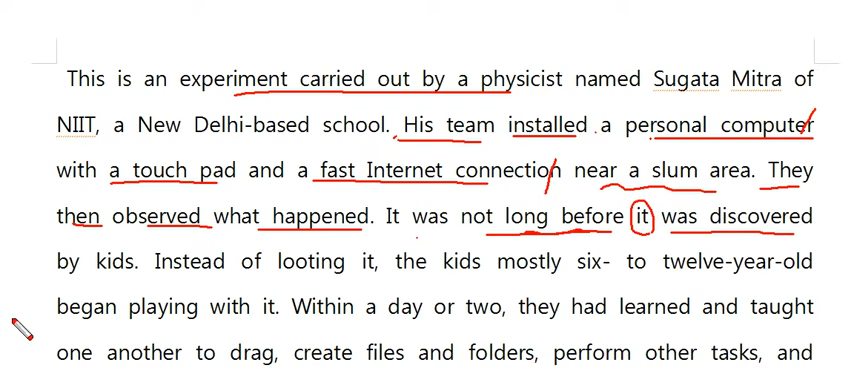 This is an experiment carried out by a physicist named Sugata Mitra of
NIIT, a New Delhi-based school. His team installed a personal computer
with a touch pad and a fast Internet connection near a slum area. They
then observed what happened. It was not long before it was discovered
by kids. Instead of looting it, the kids mostly six- to twelve-year-old
began playing with it. Within a day or two, they had learned and taught
one another to drag, create files and folders, perform other tasks, and